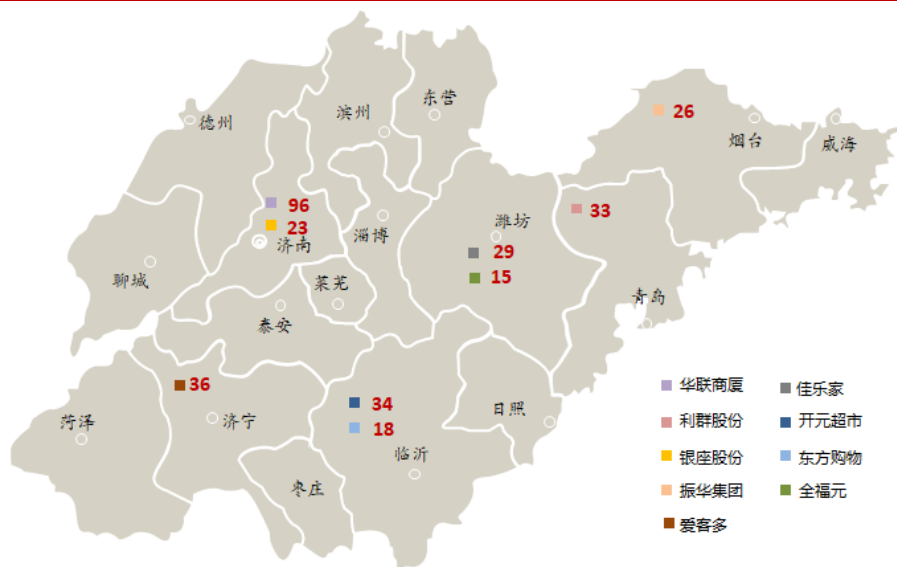 东营
滨州
26
德州
烟台
威海
96
33
23
潍坊
淄博
济南
29
15
聊城
莱芜
青岛
泰安
36
34
18
日照
菏泽
济宁
临沂
枣庄
华联商厦
佳乐家
利群股份
开元超市
银座股份
东方购物
振华集团
全福元
爱客多